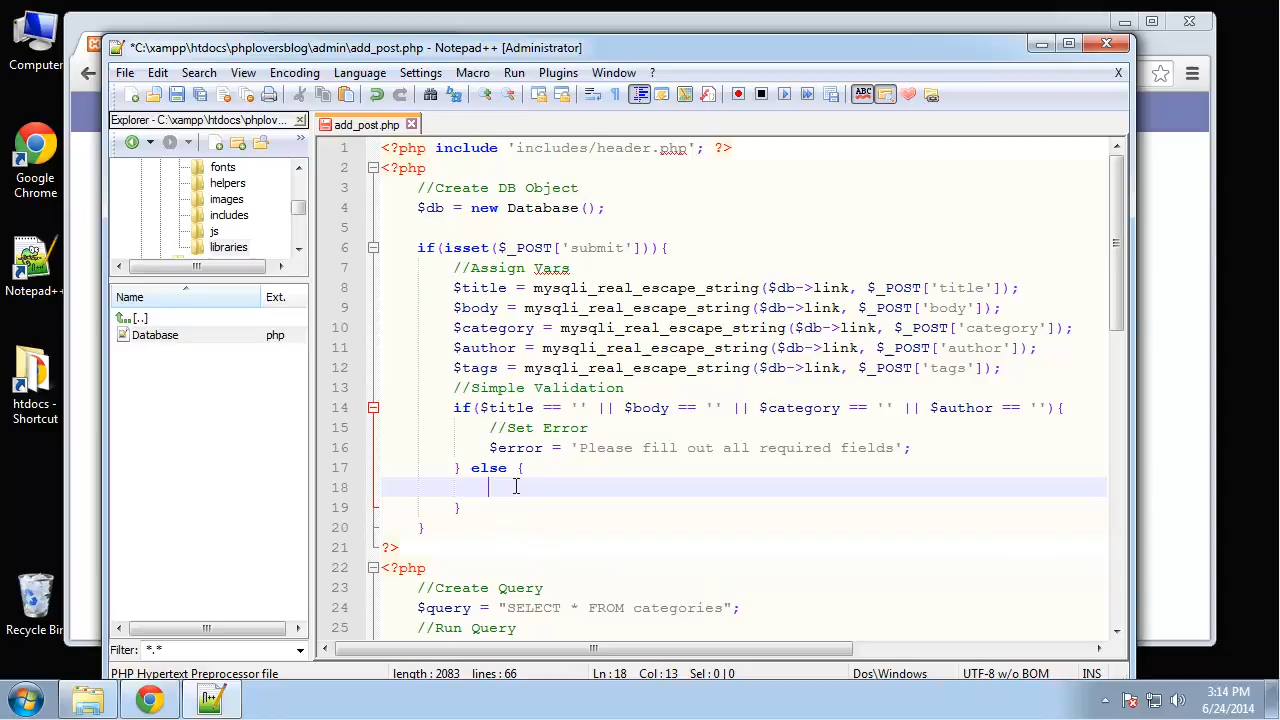 Computer
Google
Chrome
Notepad++
htdocs -
Shortcut
Recycle Bin
*C:\xampp\htdocs\phploversblog\admin\add_post.php - Notepad++ [Administrator]
File Edit Search View Encoding Language Settings Macro Run Plugins Window ? X
Explorer - C:\xampp\htdocs\phplov...
fonts
helpers
images
includes
js
libraries
Name Ext.
[..]
Database php
Filter: *.*
add_post.php
1 <?php include 'includes/header.php'; ?>
2 <?php
3 //Create DB Object
4 $db = new Database();
5
6 if(isset($_POST['submit'])){
7 //Assign Vars
8 $title = mysqli_real_escape_string($db->link, $_POST['title']);
9 $body = mysqli_real_escape_string($db->link, $_POST['body']);
10 $category = mysqli_real_escape_string($db->link, $_POST['category']);
11 $author = mysqli_real_escape_string($db->link, $_POST['author']);
12 $tags = mysqli_real_escape_string($db->link, $_POST['tags']);
13 //Simple Validation
14 if($title == '' || $body == '' || $category == '' || $author == ''){
15 //Set Error
16 $error = 'Please fill out all required fields';
17 } else {
18
19 }
20 }
21 ?>
22 <?php
23 //Create Query
24 $query = "SELECT * FROM categories";
25 //Run Query
PHP Hypertext Preprocessor file length : 2083 lines : 66 Ln : 18 Col : 13 Sel : 0 | 0 Dos\Windows UTF-8 w/o BOM INS
3:14 PM
6/24/2014